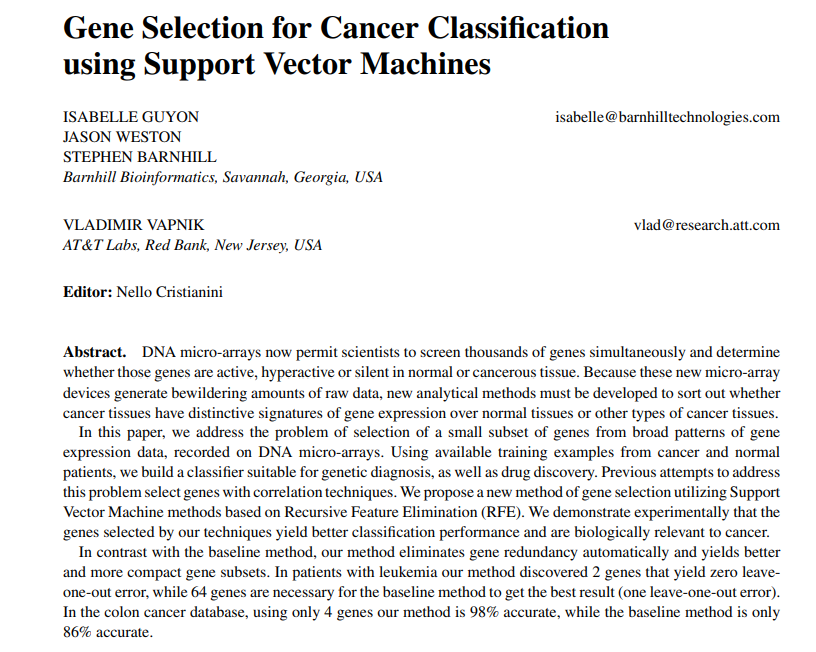 Gene Selection for Cancer Classification
using Support Vector Machines
ISABELLE GUYON isabelle@barnhilltechnologies.com
JASON WESTON
STEPHEN BARNHILL
Barnhill Bioinformatics, Savannah, Georgia, USA
VLADIMIR VAPNIK vlad@research.att.com
AT&T Labs, Red Bank, New Jersey, USA
Editor: Nello Cristianini
Abstract. DNA micro-arrays now permit scientists to screen thousands of genes simultaneously and determine
whether those genes are active, hyperactive or silent in normal or cancerous tissue. Because these new micro-array
devices generate bewildering amounts of raw data, new analytical methods must be developed to sort out whether
cancer tissues have distinctive signatures of gene expression over normal tissues or other types of cancer tissues.
In this paper, we address the problem of selection of a small subset of genes from broad patterns of gene
expression data, recorded on DNA micro-arrays. Using available training examples from cancer and normal
patients, we build a classifier suitable for genetic diagnosis, as well as drug discovery. Previous attempts to address
this problem select genes with correlation techniques. We propose a new method of gene selection utilizing Support
Vector Machine methods based on Recursive Feature Elimination (RFE). We demonstrate experimentally that the
genes selected by our techniques yield better classification performance and are biologically relevant to cancer.
In contrast with the baseline method, our method eliminates gene redundancy automatically and yields better
and more compact gene subsets. In patients with leukemia our method discovered 2 genes that yield zero leave-
one-out error, while 64 genes are necessary for the baseline method to get the best result (one leave-one-out error).
In the colon cancer database, using only 4 genes our method is 98% accurate, while the baseline method is only
86% accurate.